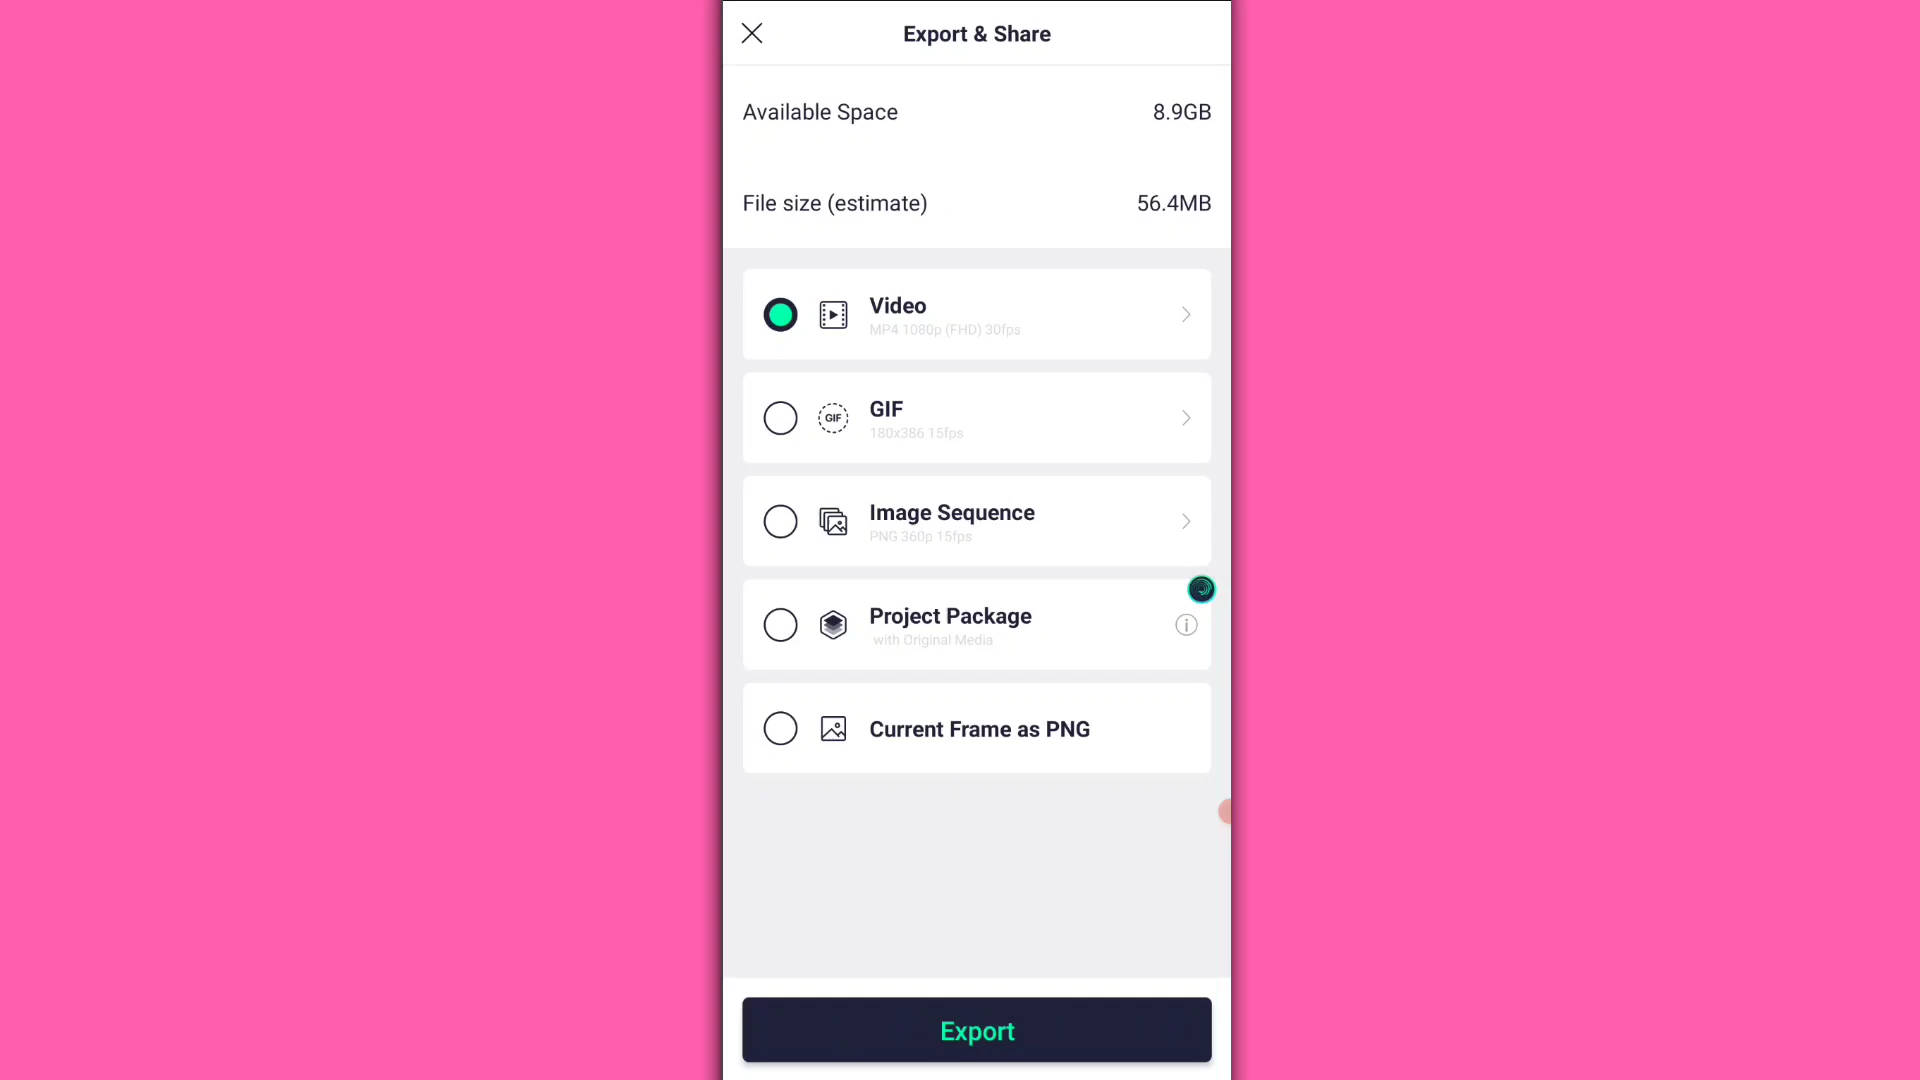 Export & Share
Available Space 8.9GB
File size (estimate) 56.4MB
Video
MP4 1080p (FHD) 30fps
GIF
GIF
180x386 15fps
Image Sequence
PNG 360p 15fps
Project Package
with Original Media
Current Frame as PNG
Export